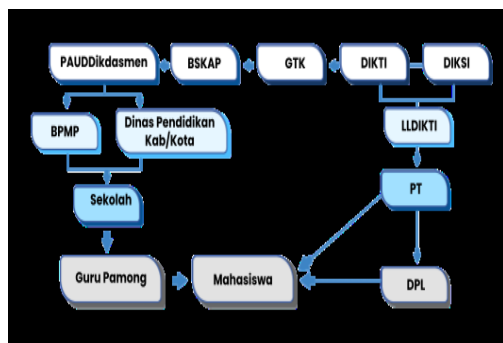 PAUDDikdasmen
BSKAP
GTK
DIKTI
DIKSI
BPMP
Dinas Pendidikan
Kab/Kota
LLDIKTI
Sekolah
PT
Guru Pamong
Mahasiswa
DPL